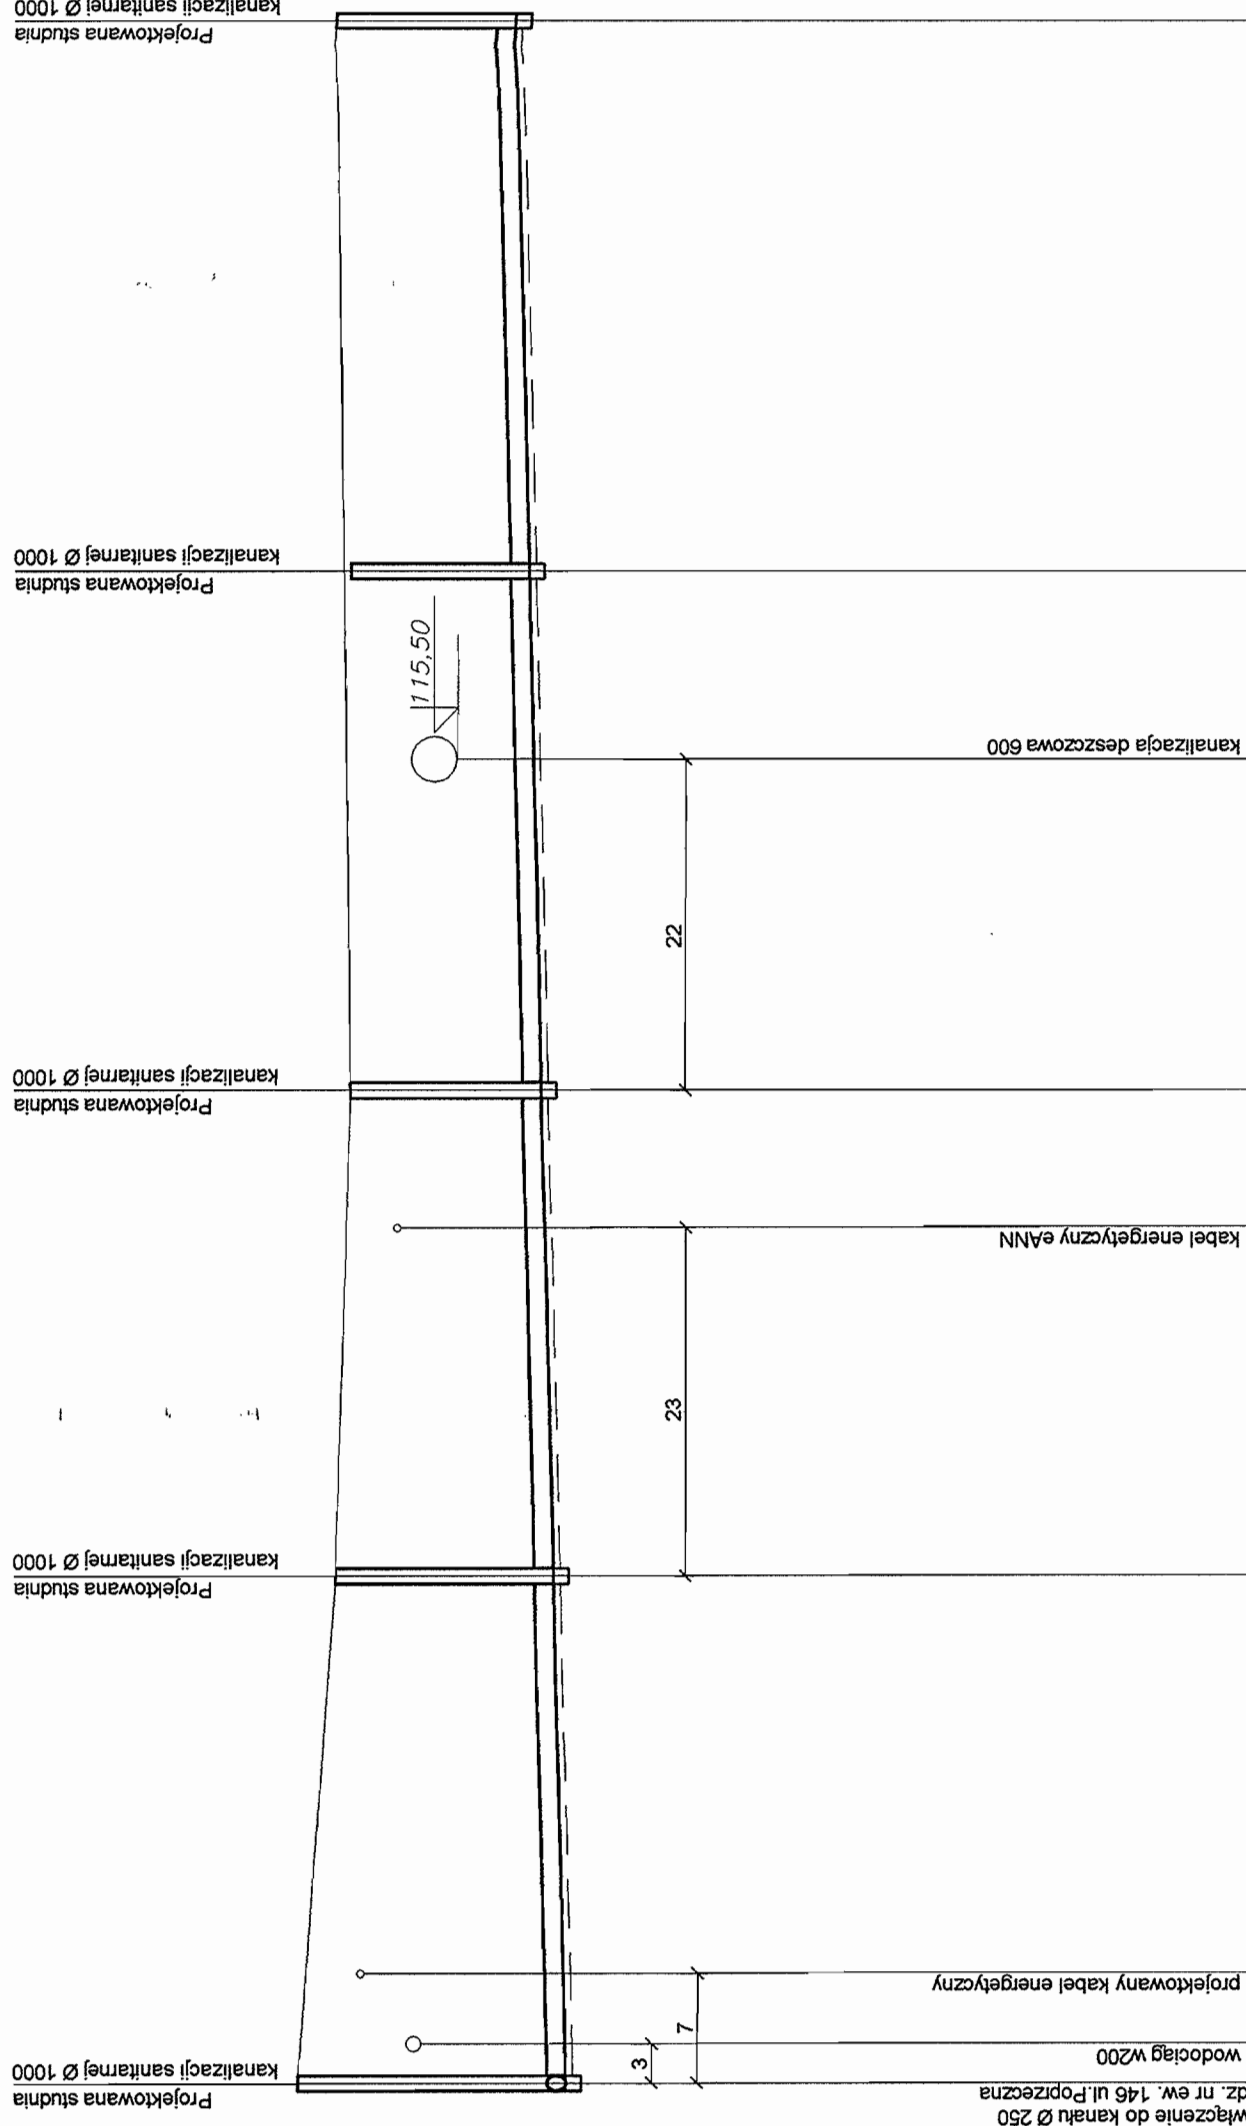 kanalizacji sanitarnej Ø 1000
Projektowana studnia
Projektowana studnia
kanalizacji sanitarnej Ø 1000
115,50
kanalizacja deszczowa 600
22
Projektowana studnia
kanalizacji sanitarnej Ø 1000
kabel energetyczny eANN
23
Projektowana studnia
kanalizacji sanitarnej Ø 1000
projektowany kabel energetyczny
7
3
wodociąg w200
Projektowana studnia
kanalizacji sanitarnej Ø 1000
włączenie do kanału Ø 250
dz. nr ew. 146 ul.Poprzeczna